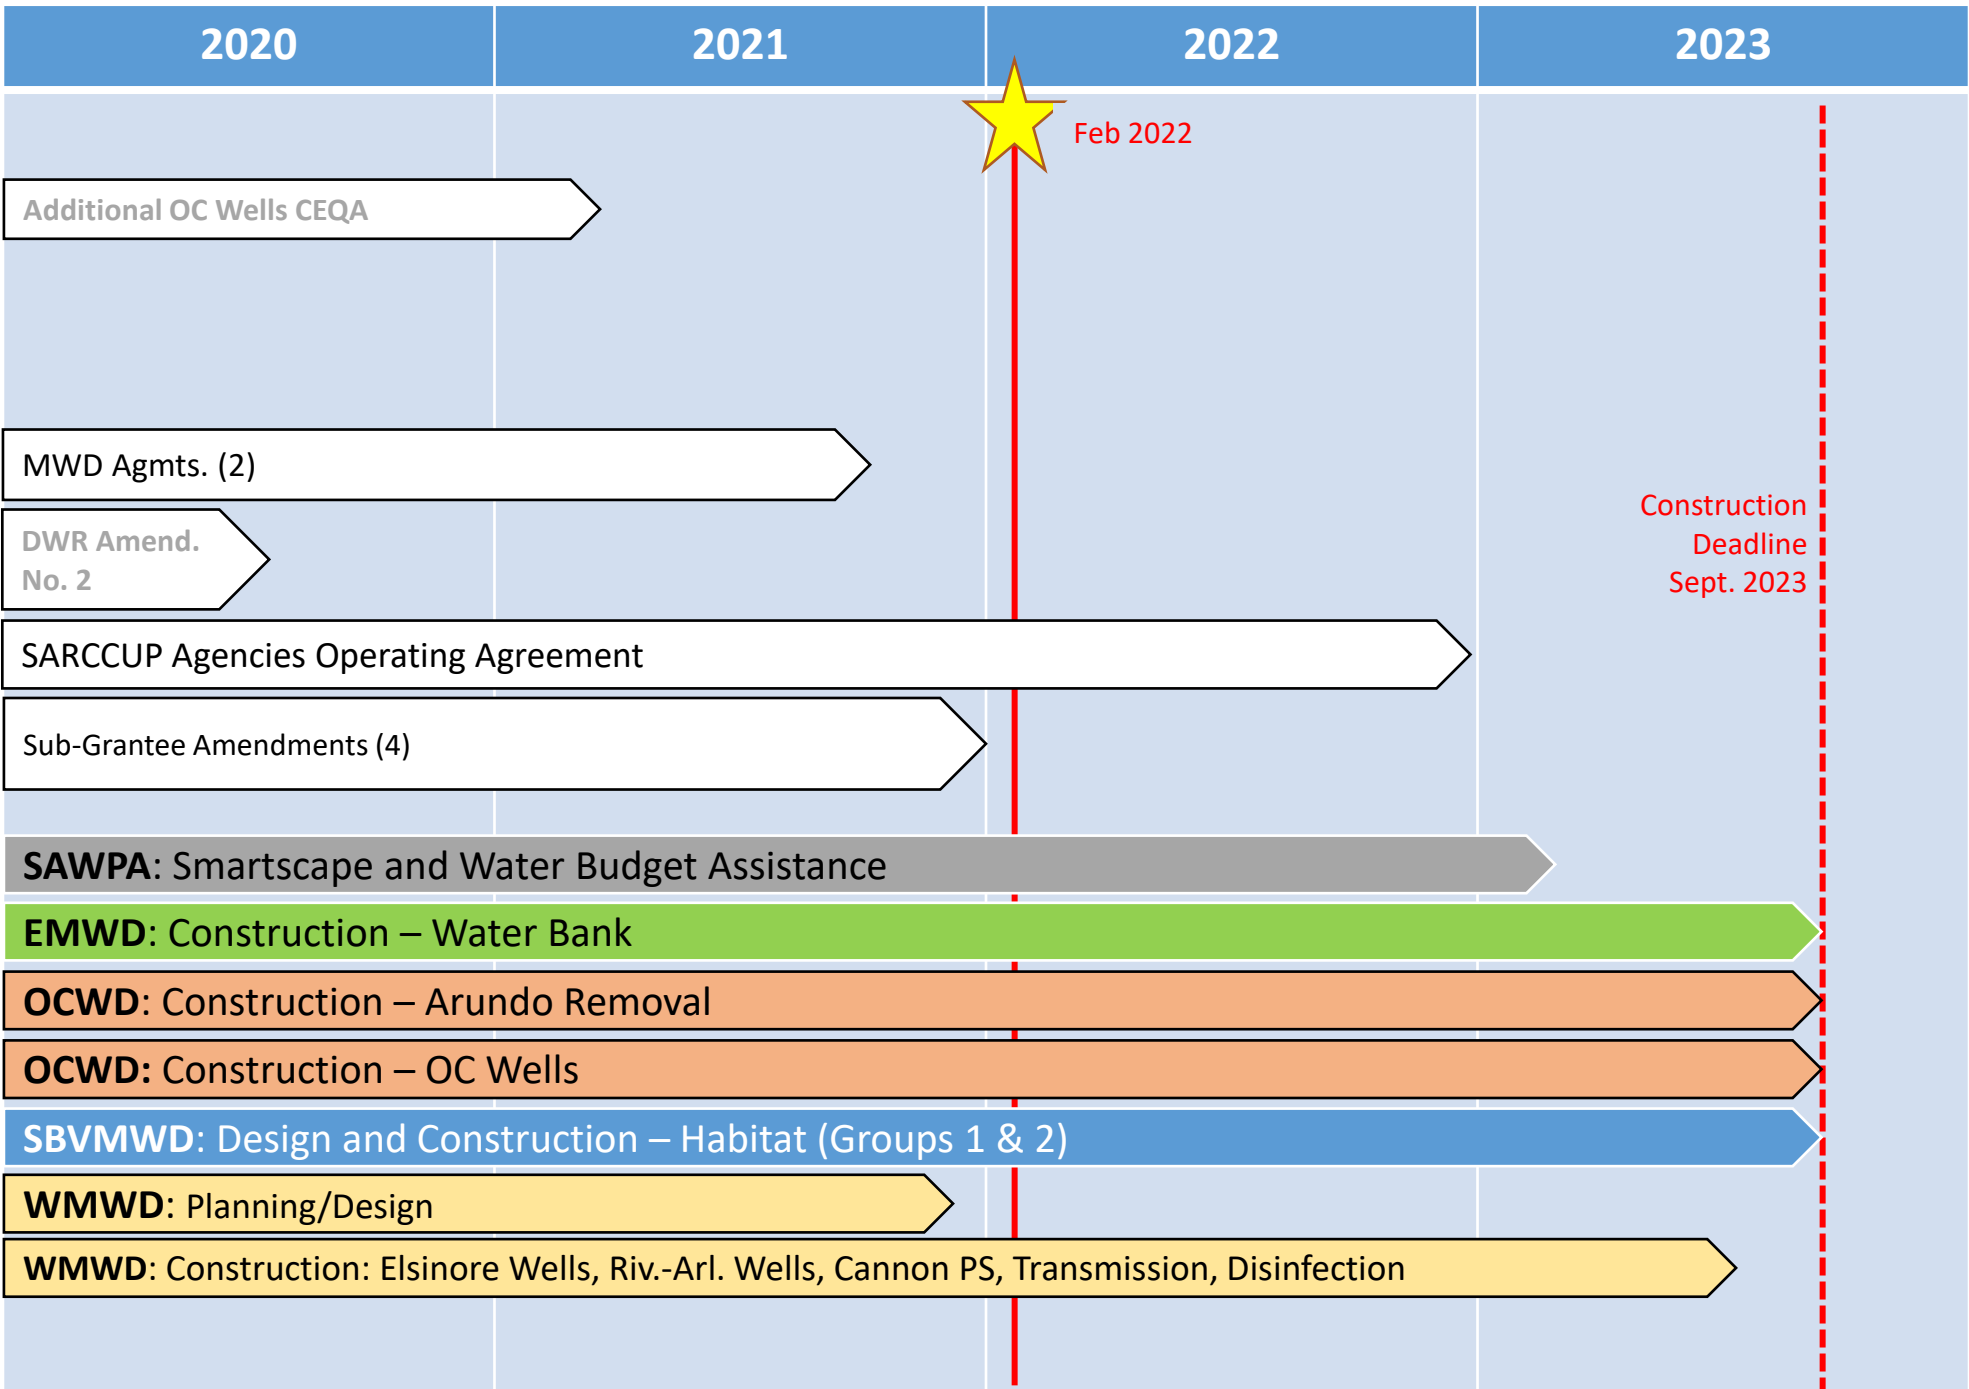 2020 2021 2022 2023
Feb 2022
Additional OC Wells CEQA
MWD Agmts. (2)
Construction
Deadline
Sept. 2023
DWR Amend.
No. 2
SARCCUP Agencies Operating Agreement
Sub-Grantee Amendments (4)
SAWPA: Smartscape and Water Budget Assistance
EMWD: Construction – Water Bank
OCWD: Construction – Arundo Removal
OCWD: Construction – OC Wells
SBVMWD: Design and Construction – Habitat (Groups 1 & 2)
WMWD: Planning/Design
WMWD: Construction: Elsinore Wells, Riv.-Arl. Wells, Cannon PS, Transmission, Disinfection